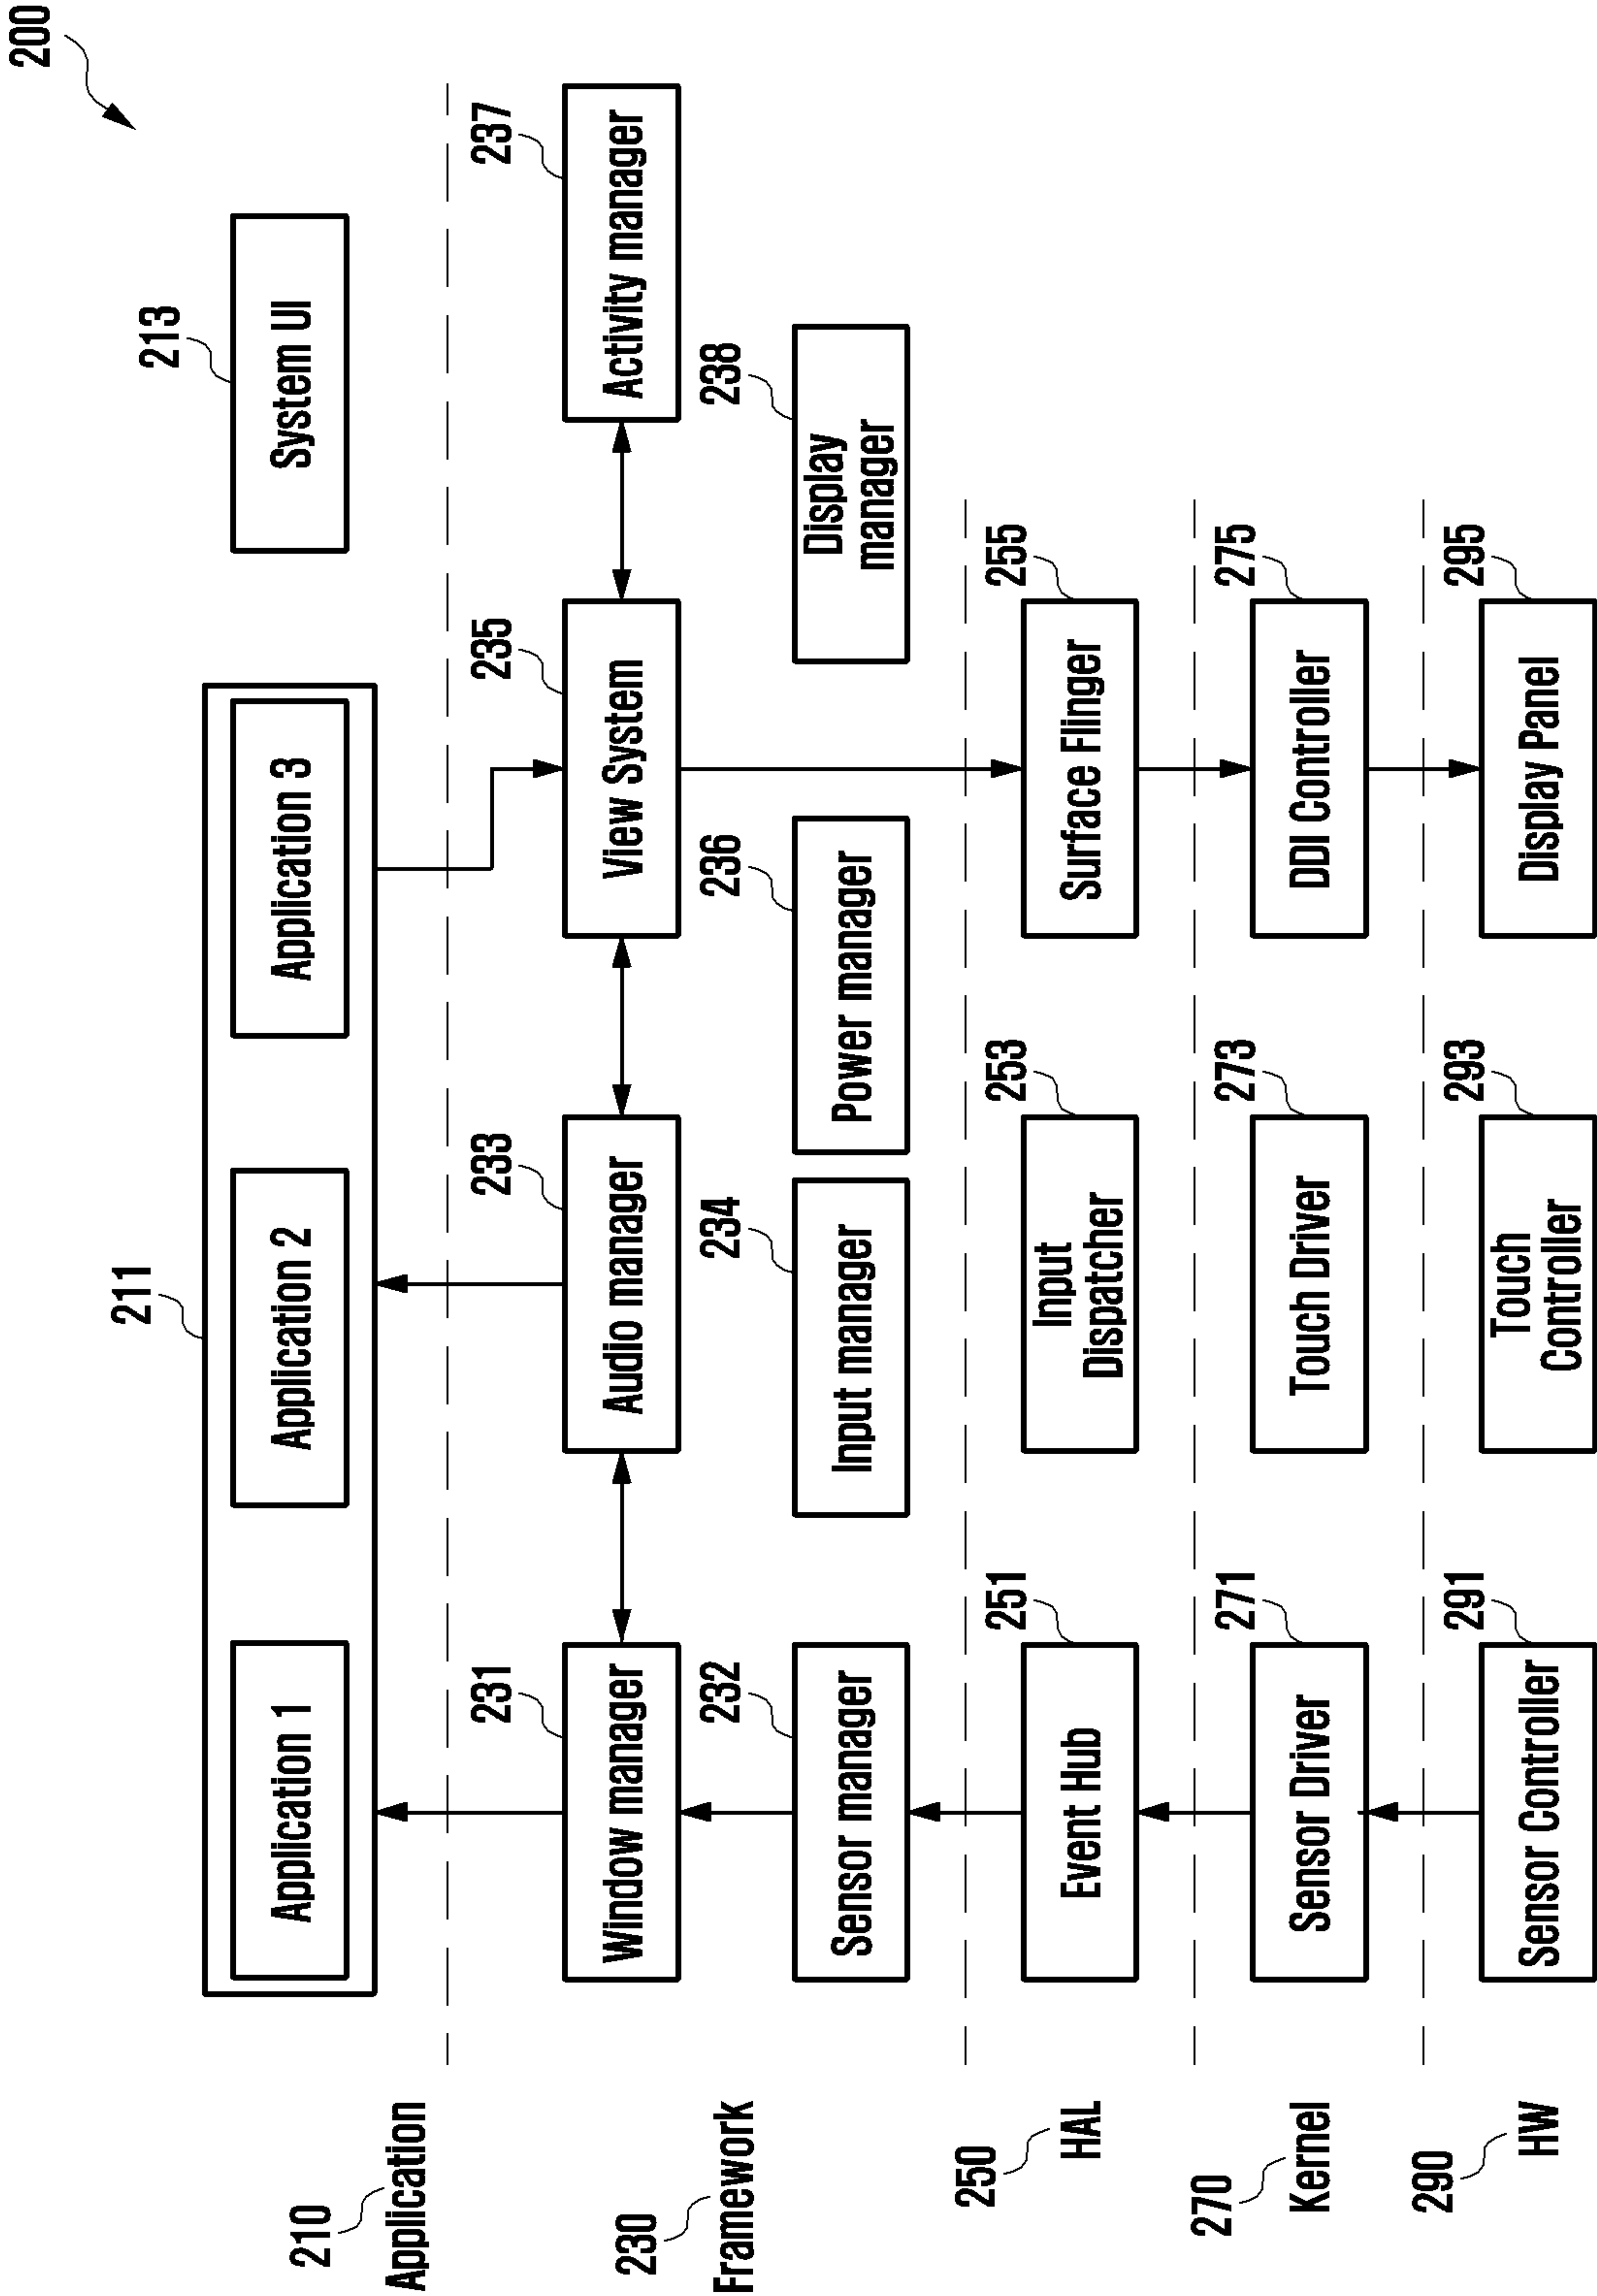 200
211
213
Application 1
Application 2
Application 3
System UI
210
Application
231
233
235
237
Window manager
Audio manager
View System
Activity manager
230
Framework
232
234
236
238
Sensor manager
Input manager
Power manager
Display
manager
250
HAL
251
253
255
Event Hub
Input
Dispatcher
Surface Flinger
270
Kernel
271
273
275
Sensor Driver
Touch Driver
DDI Controller
290
HW
291
293
295
Sensor Controller
Touch
Controller
Display Panel